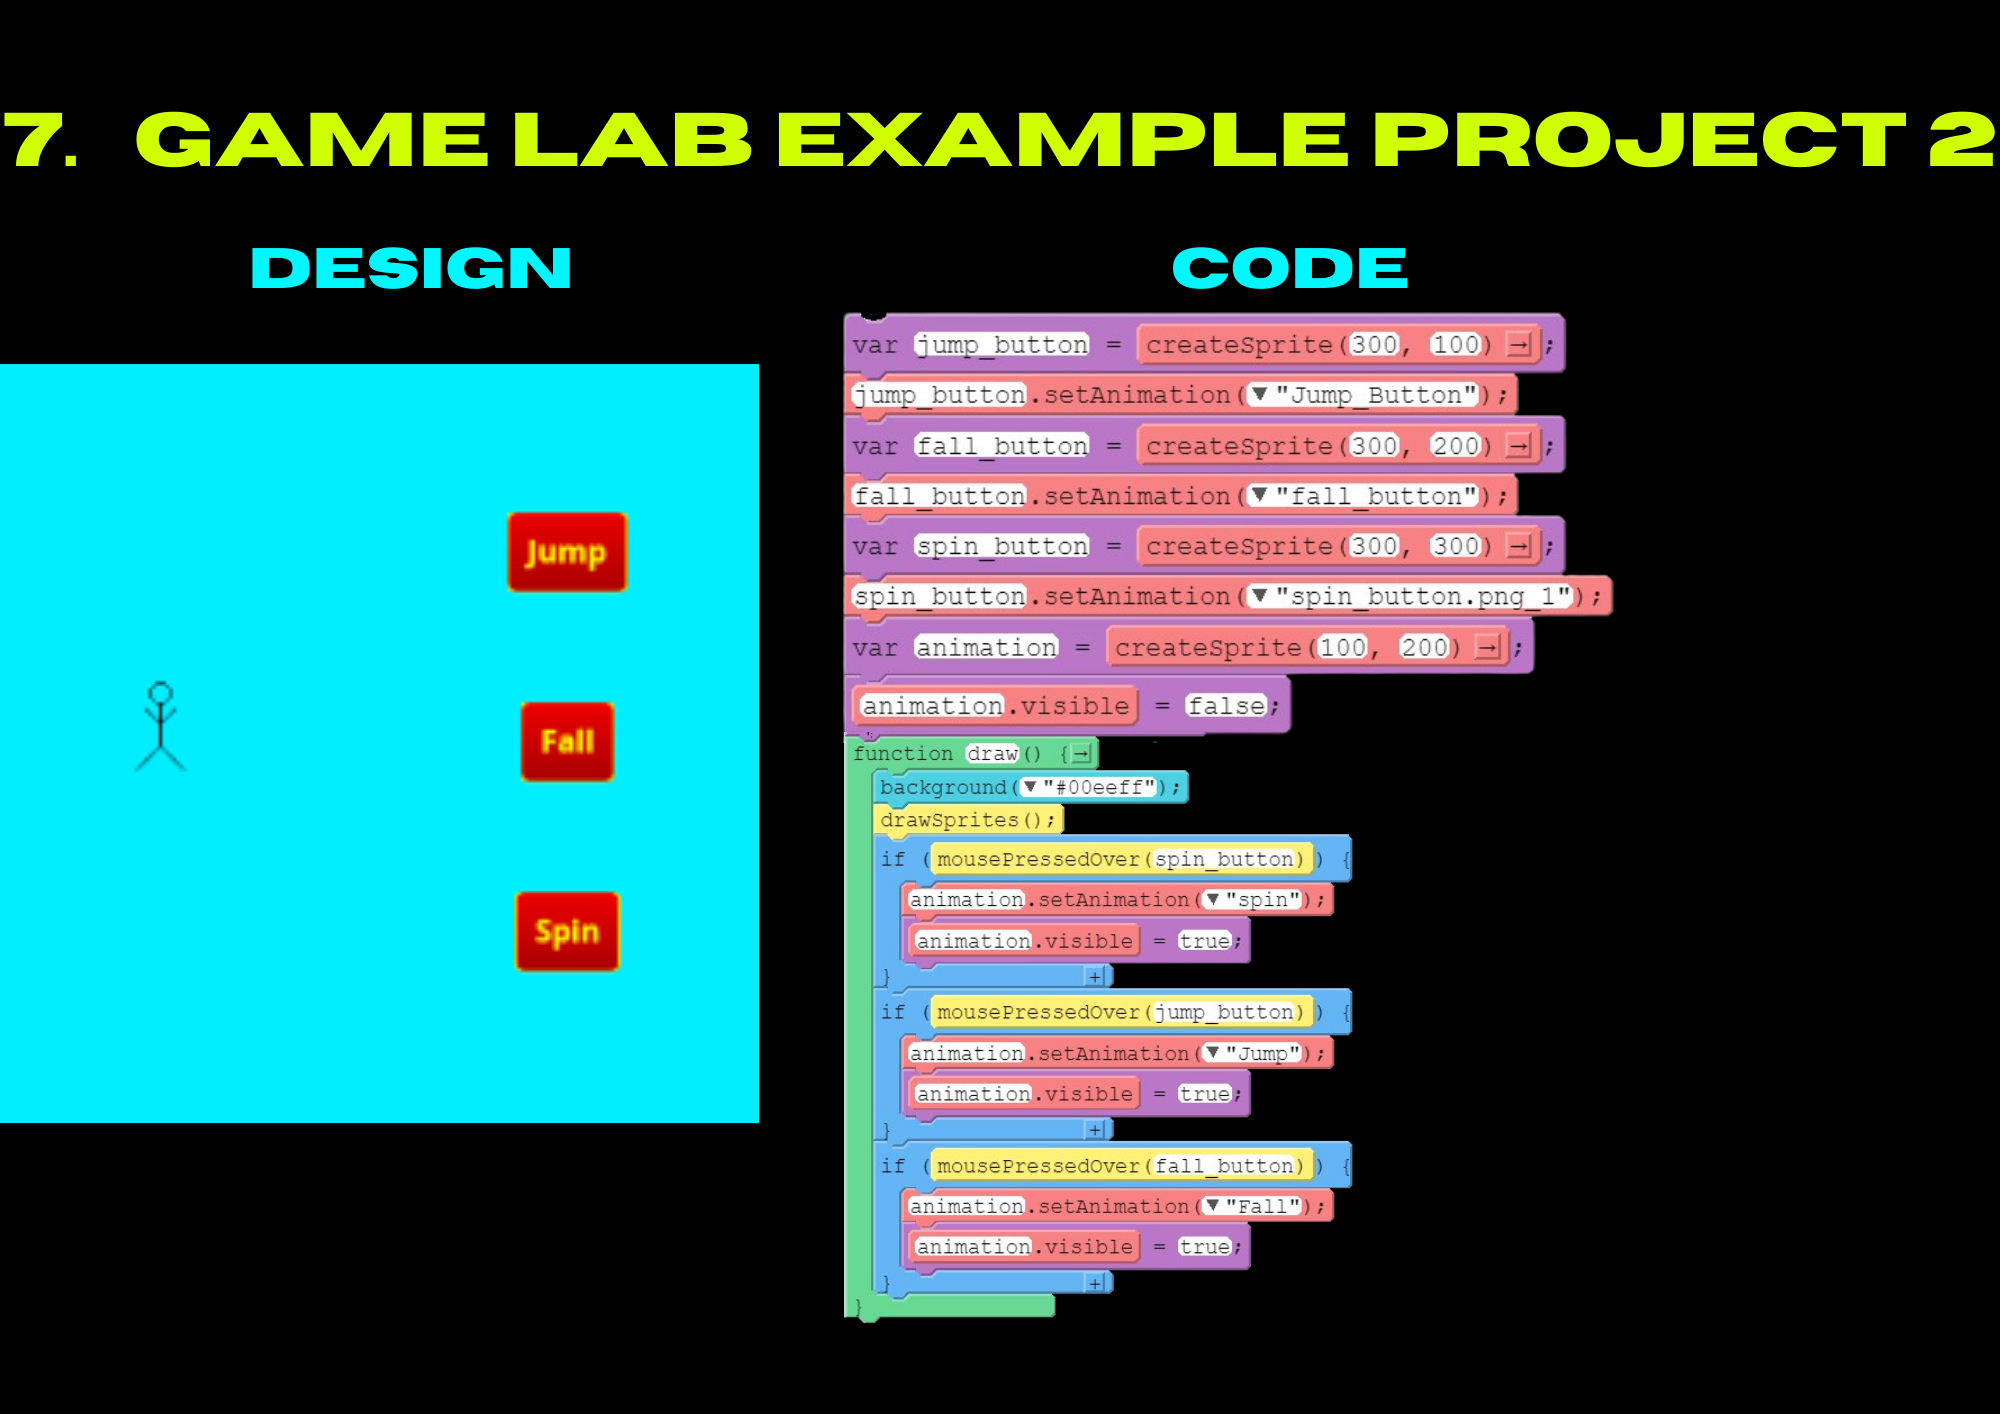 7. GAME LAB EXAMPLE PROJECT 2
DESIGN
Jump
Fall
Spin
CODE
var jump_button = createSprite(300, 100) →;
jump_button.setAnimation(▼ "Jump_Button");
var fall_button = createSprite(300, 200) →;
fall_button.setAnimation(▼ "fall_button");
var spin_button = createSprite(300, 300) →;
spin_button.setAnimation(▼ "spin_button.png_1");
var animation = createSprite(100, 200) →;
animation.visible = false;
function draw() {→
background(▼ "#00eeff");
drawSprites();
if (mousePressedOver(spin_button)) {
animation.setAnimation(▼ "spin");
animation.visible = true;
} +
if (mousePressedOver(jump_button)) {
animation.setAnimation(▼ "Jump");
animation.visible = true;
} +
if (mousePressedOver(fall_button)) {
animation.setAnimation(▼ "Fall");
animation.visible = true;
} +
}